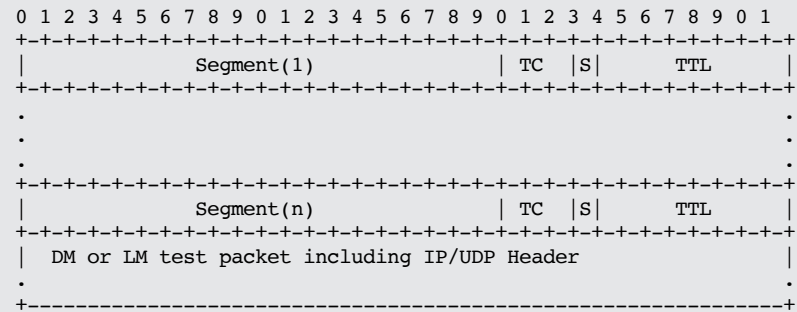 0 1 2 3 4 5 6 7 8 9 0 1 2 3 4 5 6 7 8 9 0 1 2 3 4 5 6 7 8 9 0 1
+-+-+-+-+-+-+-+-+-+-+-+-+-+-+-+-+-+-+-+-+-+-+-+-+-+-+-+-+-+-+-+-+
| Segment(1) | TC |S| TTL |
+-+-+-+-+-+-+-+-+-+-+-+-+-+-+-+-+-+-+-+-+-+-+-+-+-+-+-+-+-+-+-+-+
. .
. .
. .
+-+-+-+-+-+-+-+-+-+-+-+-+-+-+-+-+-+-+-+-+-+-+-+-+-+-+-+-+-+-+-+-+
| Segment(n) | TC |S| TTL |
+-+-+-+-+-+-+-+-+-+-+-+-+-+-+-+-+-+-+-+-+-+-+-+-+-+-+-+-+-+-+-+-+
| DM or LM test packet including IP/UDP Header |
. .
+---------------------------------------------------------------+